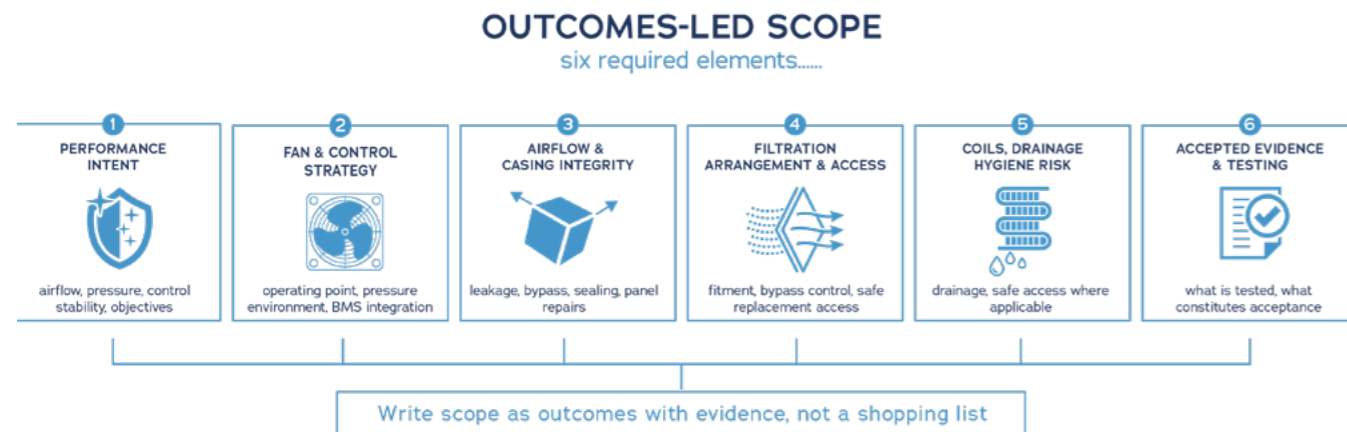 OUTCOMES-LED SCOPE
six required elements......
1
PERFORMANCE
INTENT
airflow, pressure, control
stability, objectives
2
FAN & CONTROL
STRATEGY
operating point, pressure
environment, BMS integration
3
AIRFLOW &
CASING INTEGRITY
leakage, bypass, sealing, panel
repairs
4
FILTRATION
ARRANGEMENT & ACCESS
fitment, bypass control, safe
replacement access
5
COILS, DRAINAGE
HYGIENE RISK
drainage, safe access where
applicable
6
ACCEPTED EVIDENCE
& TESTING
what is tested, what
constitutes acceptance
Write scope as outcomes with evidence, not a shopping list